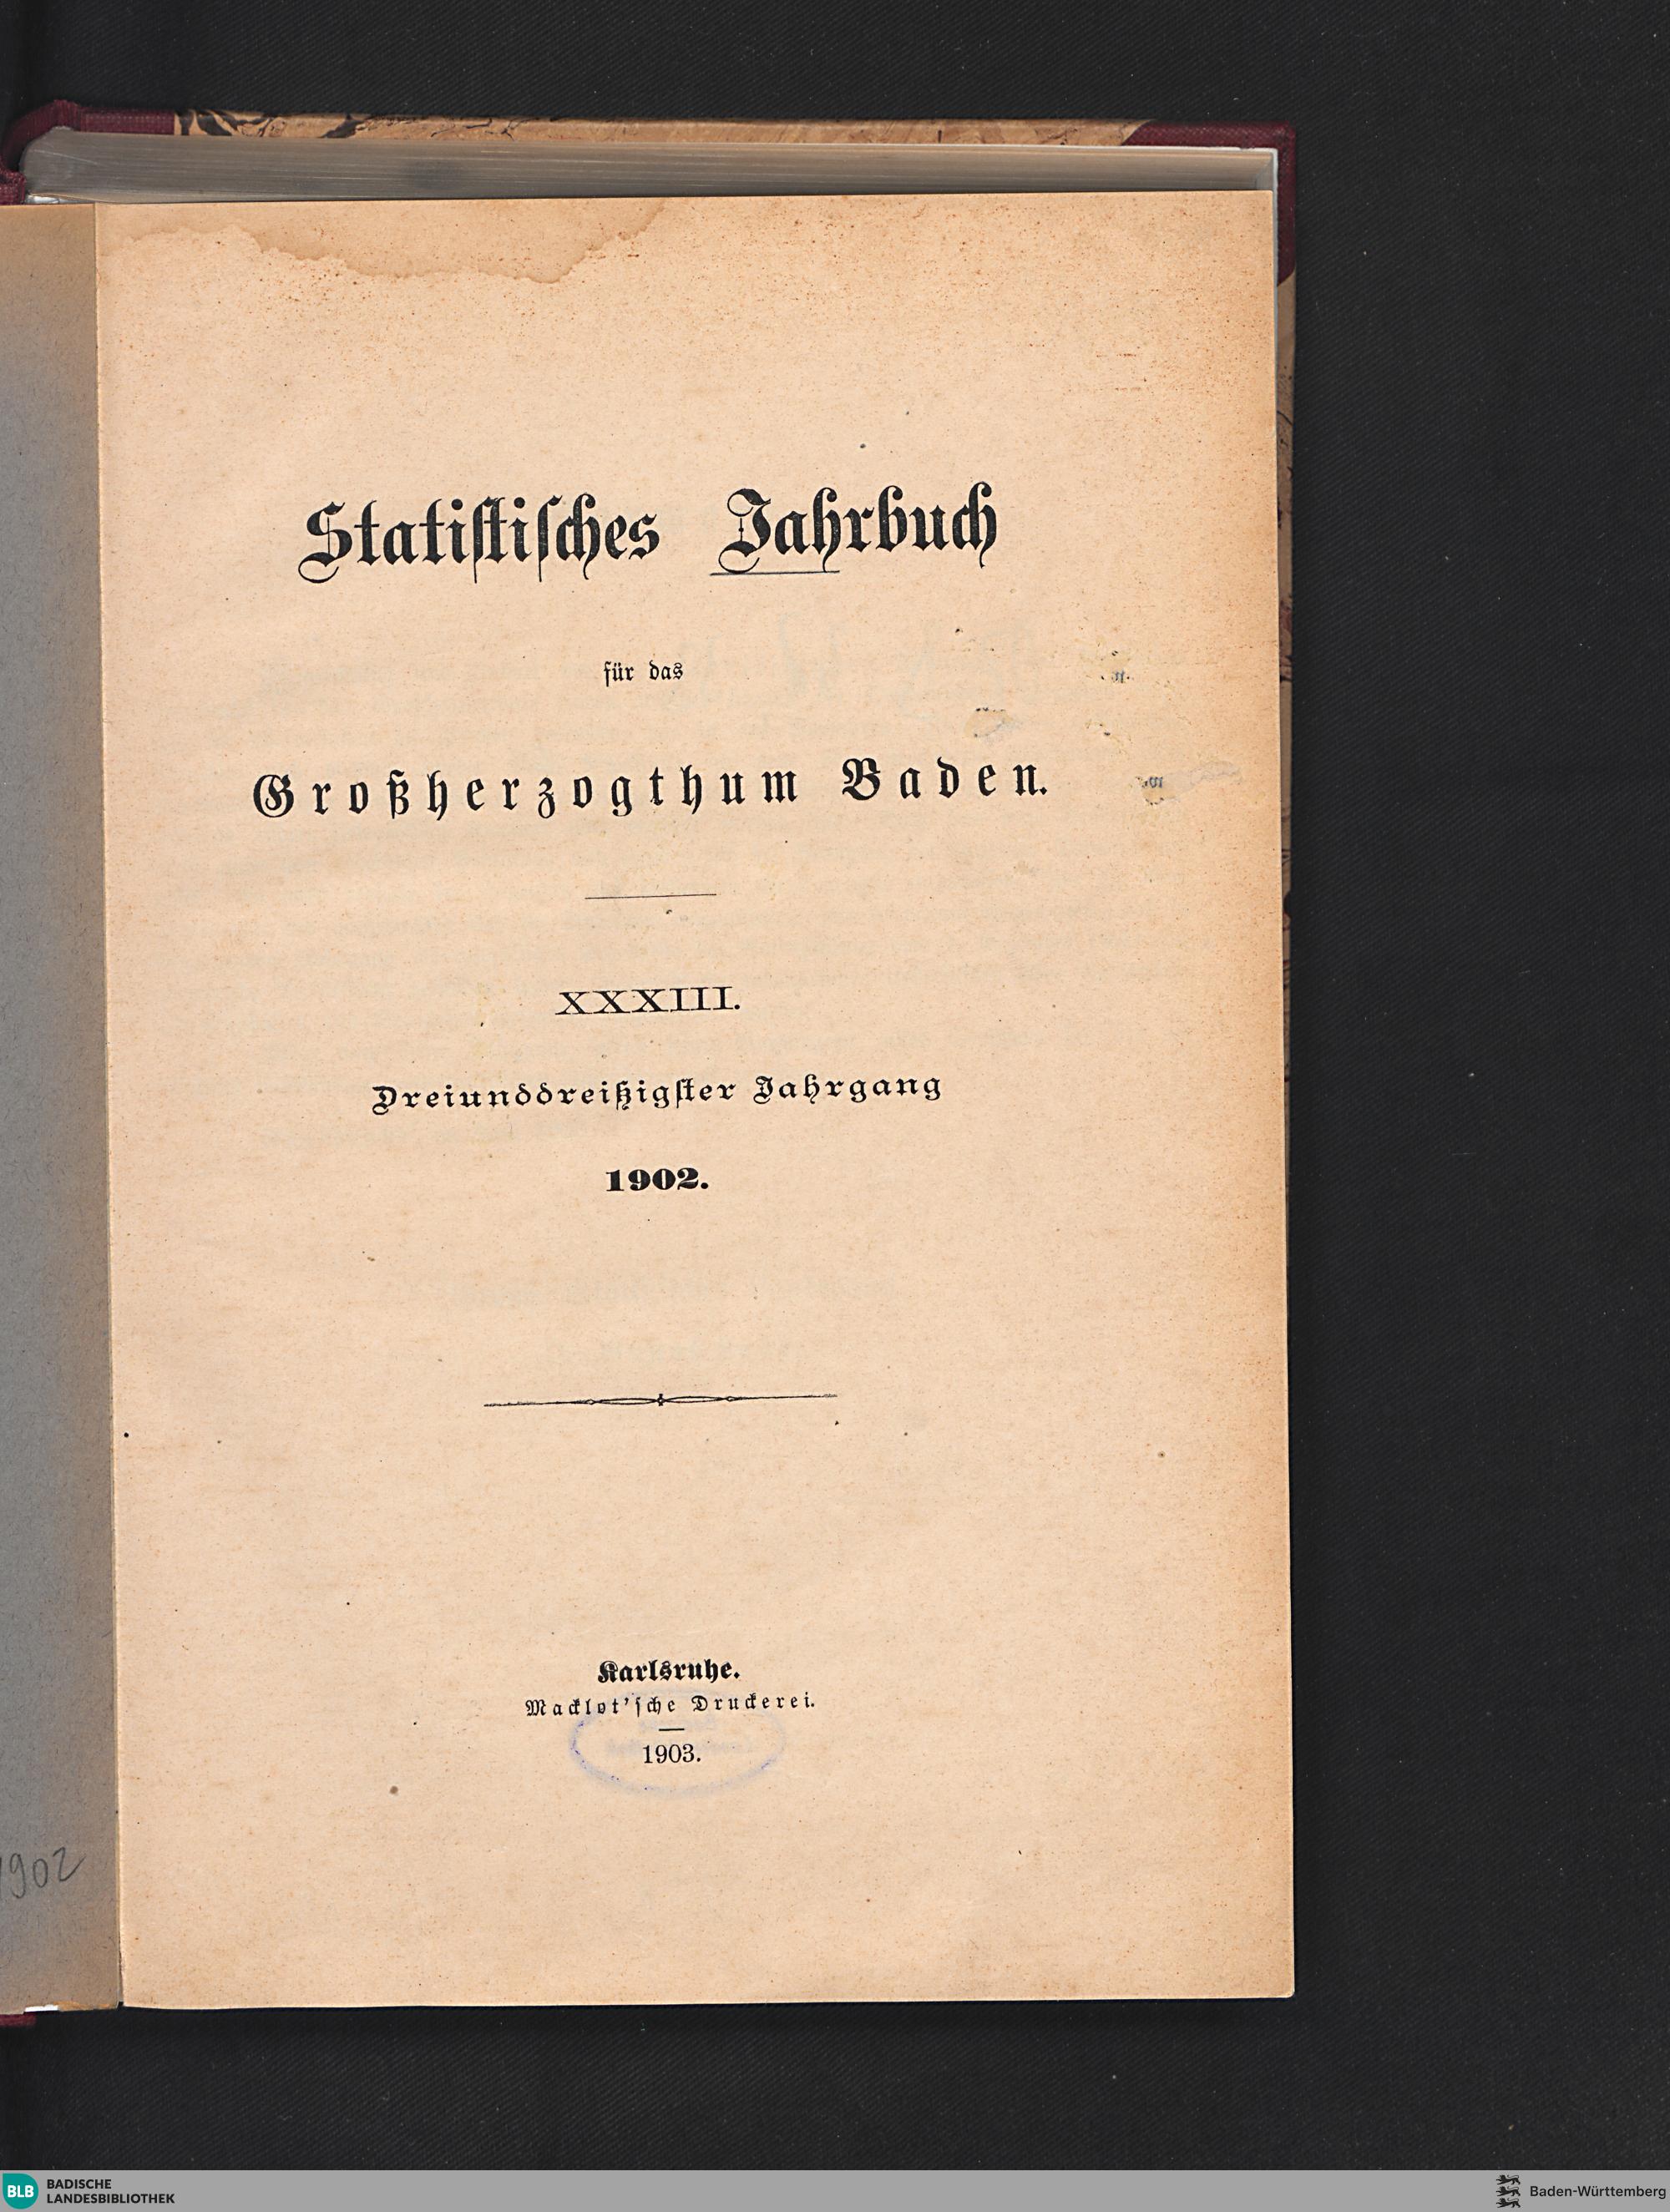 Statiſtiſches Jahrbuch
für das
Großherzogthum Baden.
XXXIII.
Dreiunddreißigſter Jahrgang
1902.
Karlsruhe.
Macklot'ſche Druckerei.
1903.
1902
BLB BADISCHE
LANDESBIBLIOTHEK
Baden-Württemberg